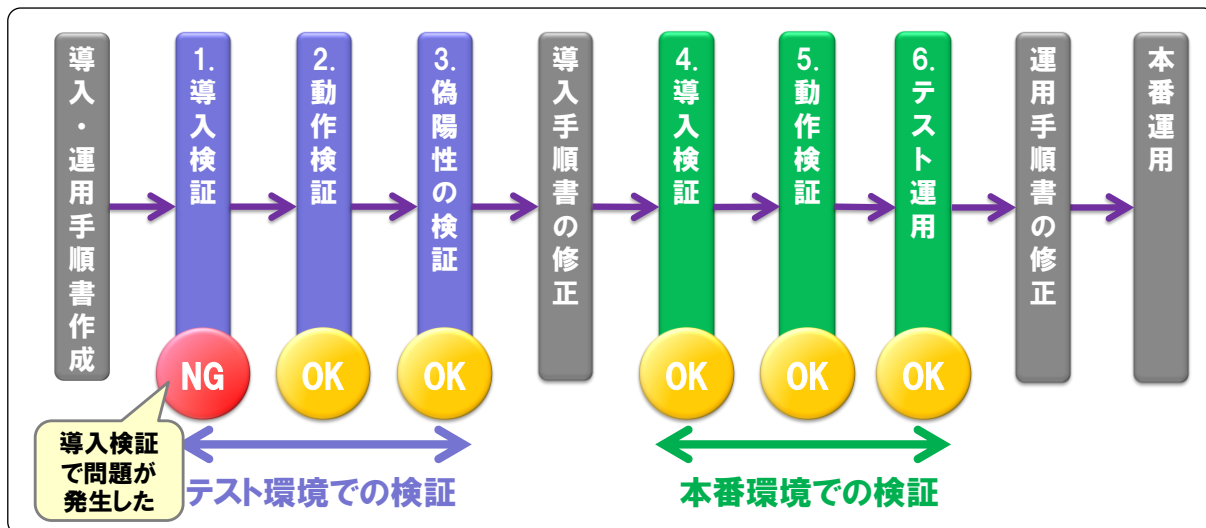 導入・運用手順書作成
1.導入検証
2.動作検証
3.偽陽性の検証
導入手順書の修正
4.導入検証
5.動作検証
6.テスト運用
運用手順書の修正
本番運用
NG
OK
OK
OK
OK
OK
導入検証
で問題が
発生した
テスト環境での検証
本番環境での検証